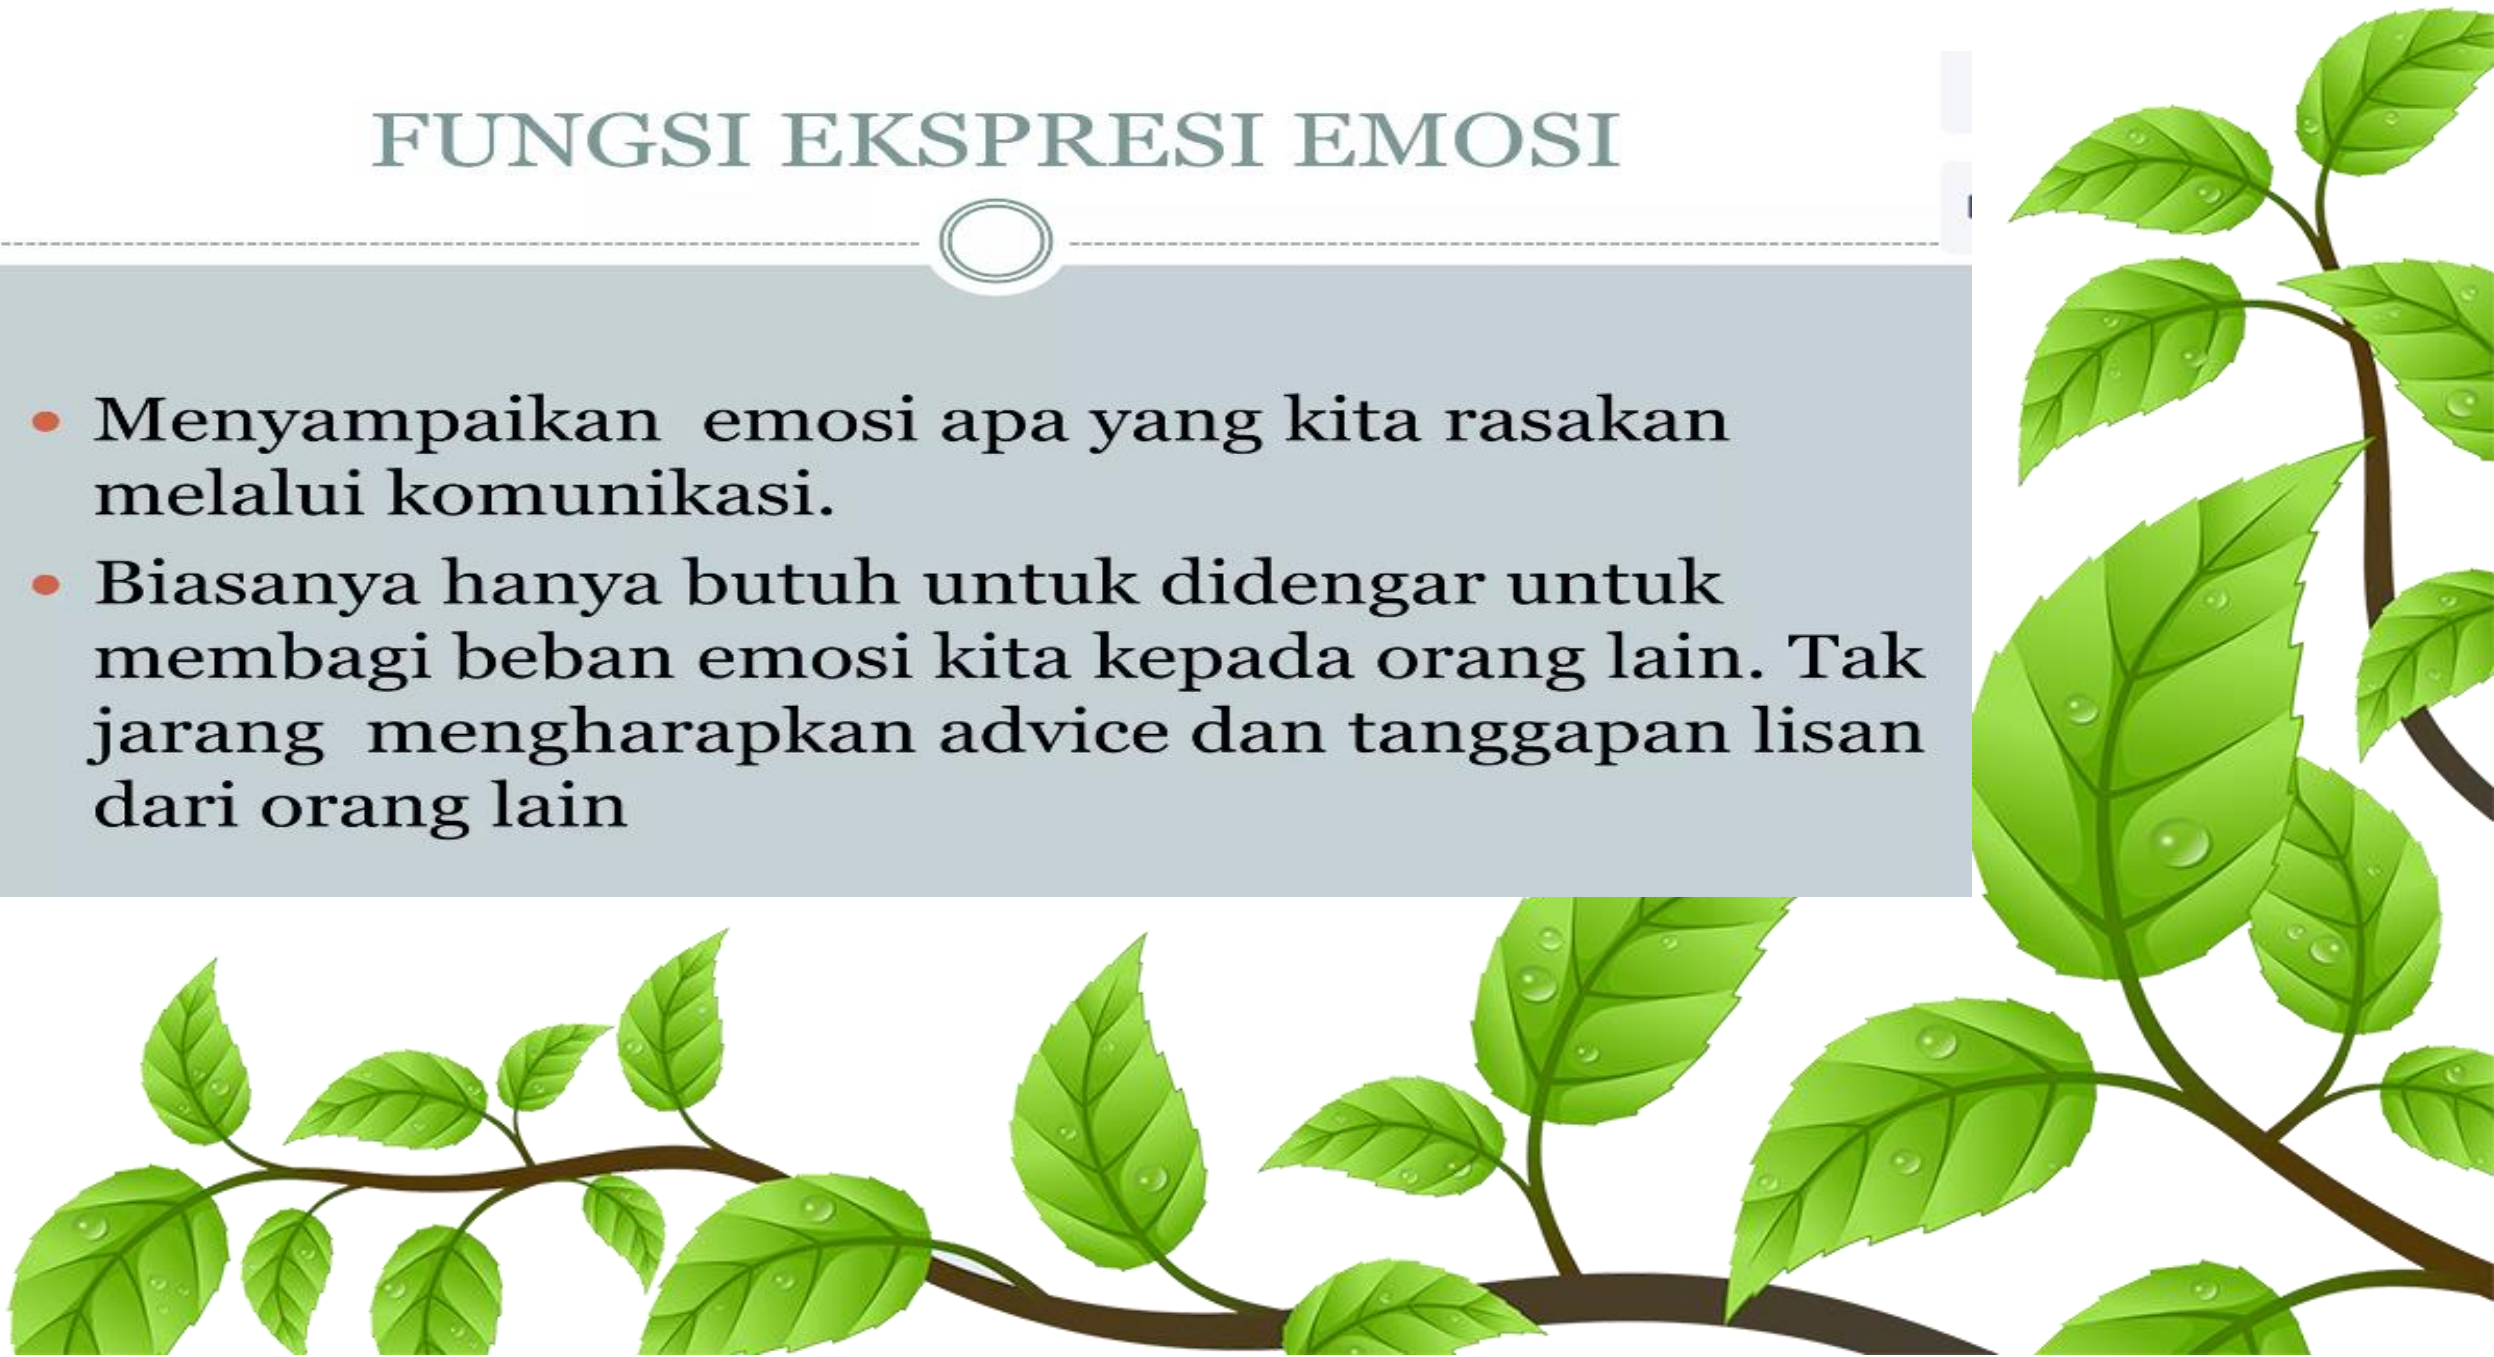 FUNGSI EKSPRESI EMOSI
• Menyampaikan  emosi apa yang kita rasakan
melalui komunikasi.
• Biasanya hanya butuh untuk didengar untuk
membagi beban emosi kita kepada orang lain. Tak
jarang  mengharapkan advice dan tanggapan lisan
dari orang lain